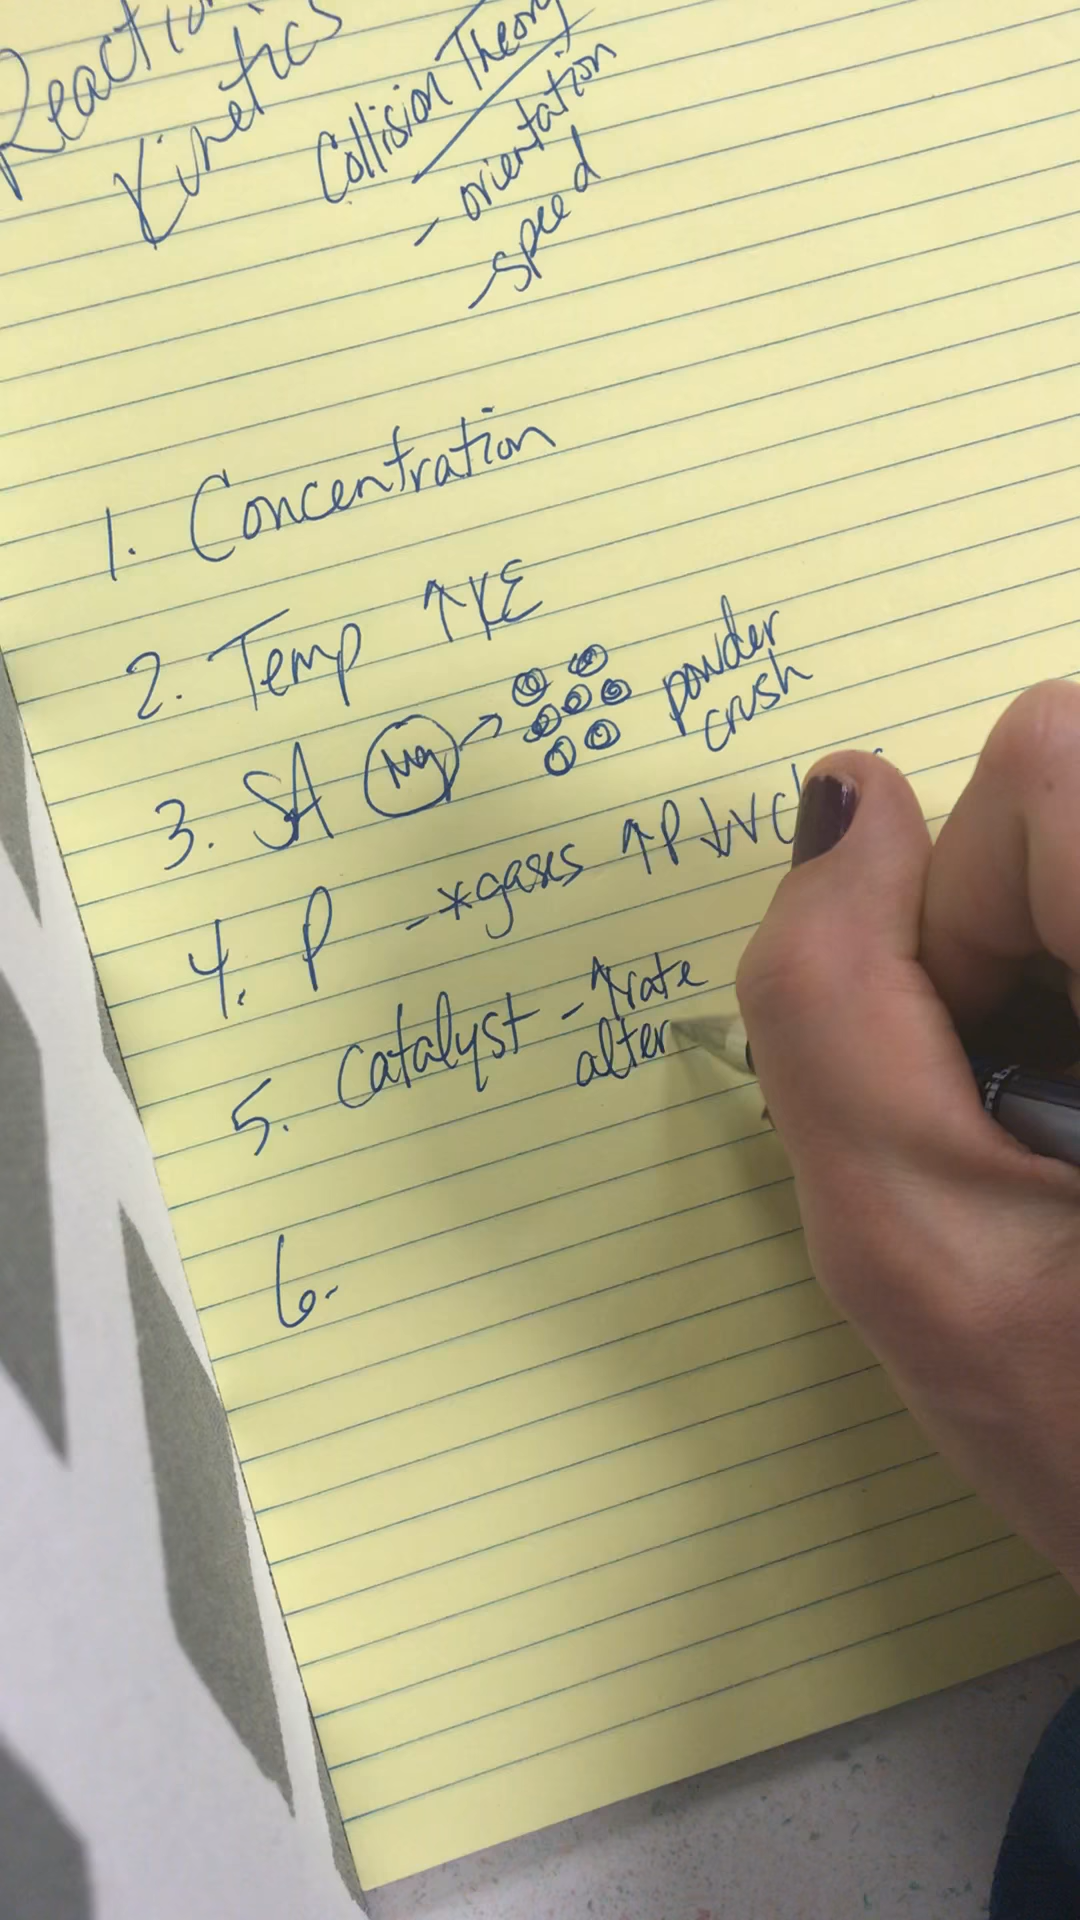 Reaction
Kinetics
Collision Theory
- orientation
- speed
1. Concentration
2. Temp ↑KE
3. SA Mg → powder
crush
4. P - *gases ↑P ↓V
5. Catalyst - ↑rate
alter
6.